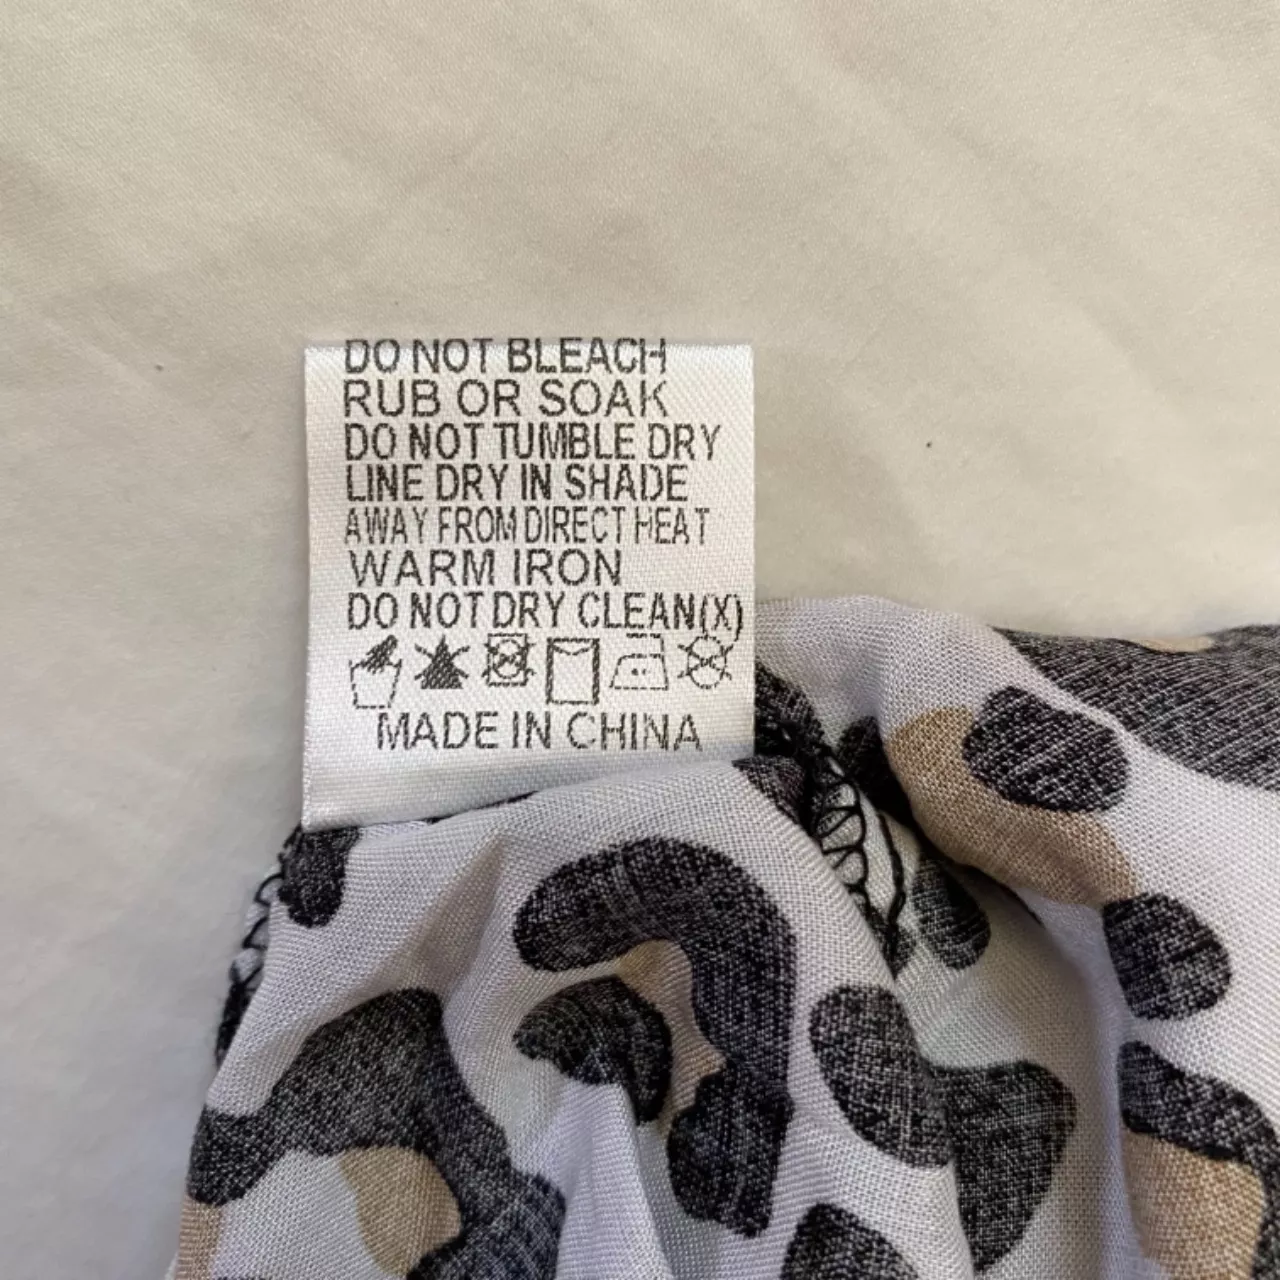 DO NOT BLEACH
RUB OR SOAK
DO NOT TUMBLE DRY
LINE DRY IN SHADE
AWAY FROM DIRECT HEAT
WARM IRON
DO NOT DRY CLEAN(X)
MADE IN CHINA